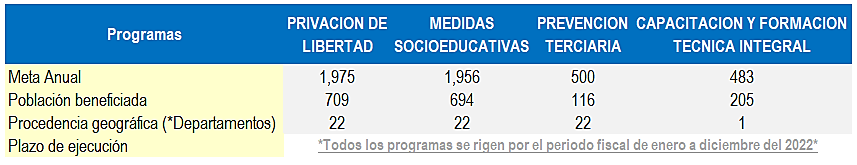 Programas PRIVACION DE LIBERTAD MEDIDAS SOCIOEDUCATIVAS PREVENCION TERCIARIA CAPACITACION Y FORMACION TECNICA INTEGRAL
Meta Anual 1,975 1,956 500 483
Población beneficiada 709 694 116 205
Procedencia geográfica (*Departamentos) 22 22 22 1
Plazo de ejecución *Todos los programas se rigen por el periodo fiscal de enero a diciembre del 2022*